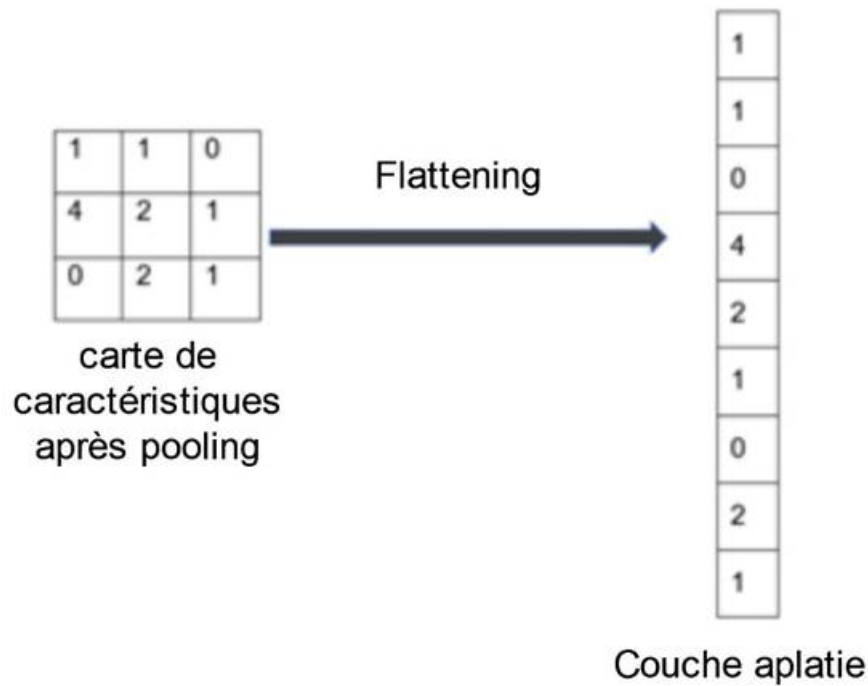 1 1 0
4 2 1
0 2 1
carte de
caractéristiques
après pooling
Flattening
1
1
0
4
2
1
0
2
1
Couche aplatie